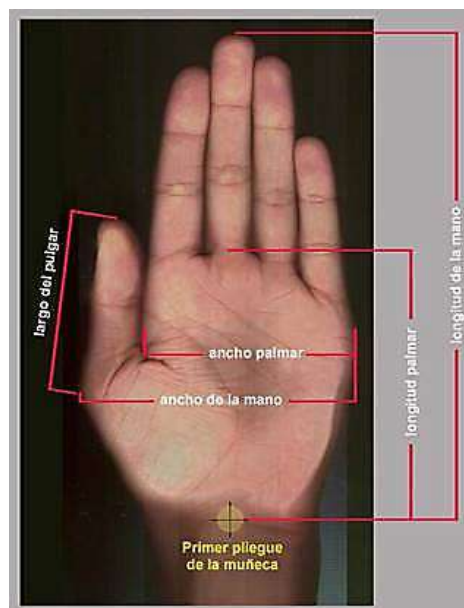 longitud de la mano
largo del pulgar
longitud palmar
ancho palmar
ancho de la mano
Primer pliegue
de la muñeca